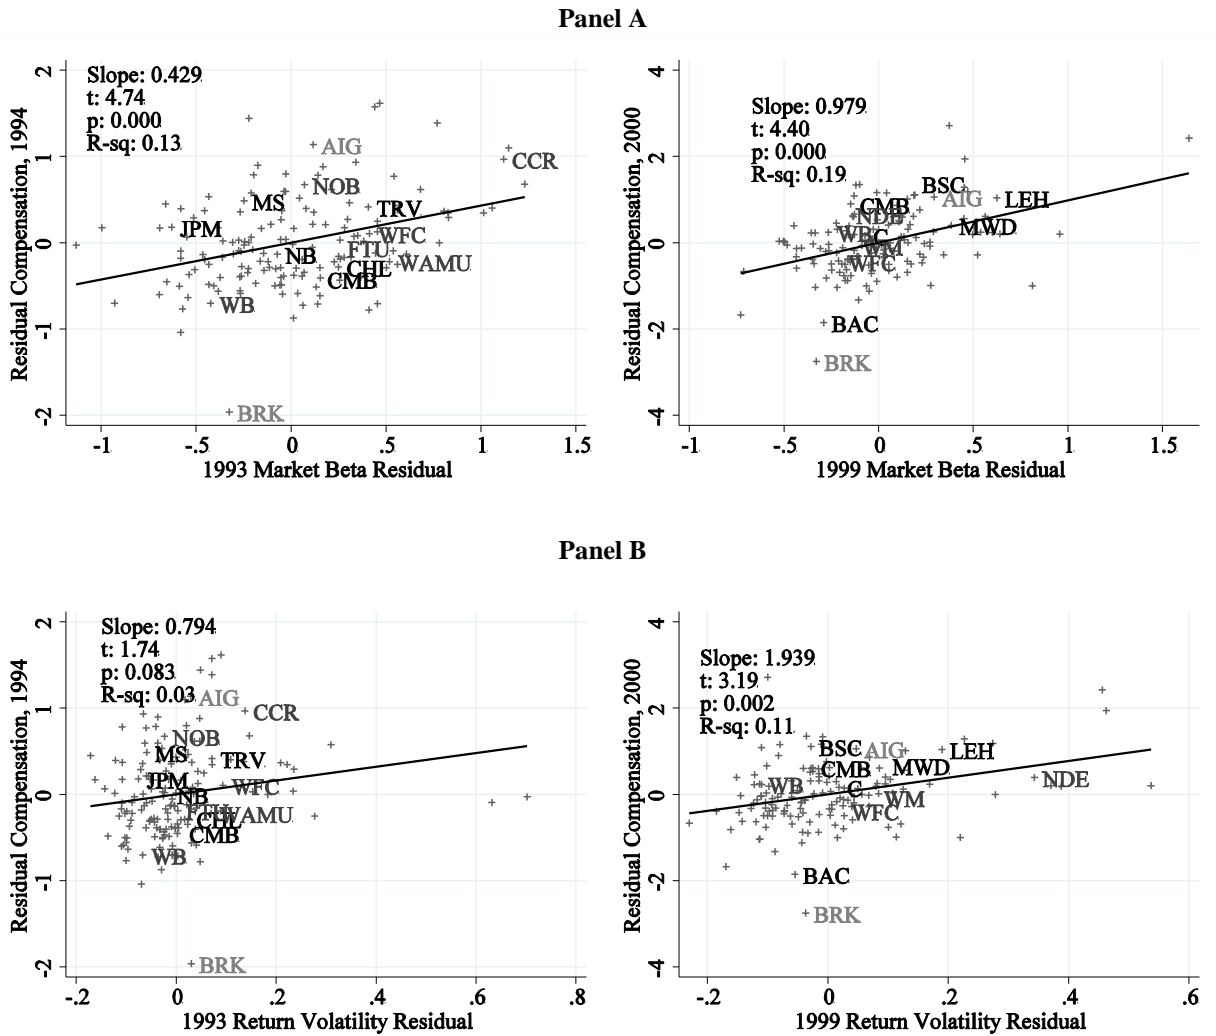 Panel A
Slope: 0.429
t: 4.74
p: 0.000
R-sq: 0.13
Residual Compensation, 1994
2
1
0
-1
-2
AIG
CCR
NOB
MS
TRV
JPM
WFC
FTU
NB
WAMU
CHL
CMB
WB
BRK
-1
-.5
0
.5
1
1.5
1993 Market Beta Residual
Slope: 0.979
t: 4.40
p: 0.000
R-sq: 0.19
Residual Compensation, 2000
4
2
0
-2
-4
BSC
AIG
LEH
CMB
NDE
MWD
WB
C
WM
WFC
BAC
BRK
-1
-.5
0
.5
1
1.5
1999 Market Beta Residual
Panel B
Slope: 0.794
t: 1.74
p: 0.083
R-sq: 0.03
Residual Compensation, 1994
2
1
0
-1
-2
AIG
CCR
NOB
MS
TRV
JPM
WFC
NB
FTU
WAMU
CHL
CMB
WB
BRK
-.2
0
.2
.4
.6
.8
1993 Return Volatility Residual
Slope: 1.939
t: 3.19
p: 0.002
R-sq: 0.11
Residual Compensation, 2000
4
2
0
-2
-4
BSC
AIG
LEH
CMB
MWD
NDE
WB
C
WM
WFC
BAC
BRK
-.2
0
.2
.4
.6
1999 Return Volatility Residual